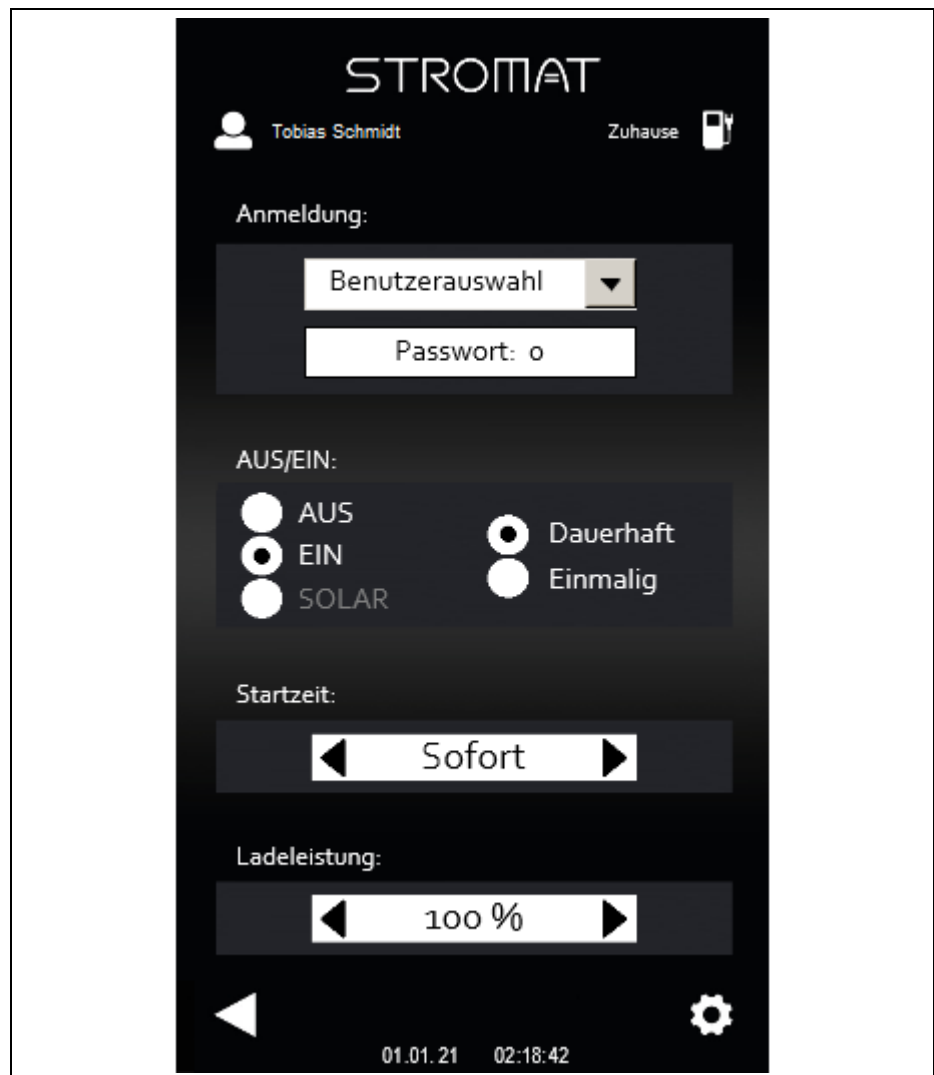 STROMAT
Tobias Schmidt Zuhause
Anmeldung:
Benutzerauswahl
Passwort: 0
AUS/EIN:
AUS
EIN
SOLAR
Dauerhaft
Einmalig
Startzeit:
Sofort
Ladeleistung:
100 %
01.01.21 02:18:42